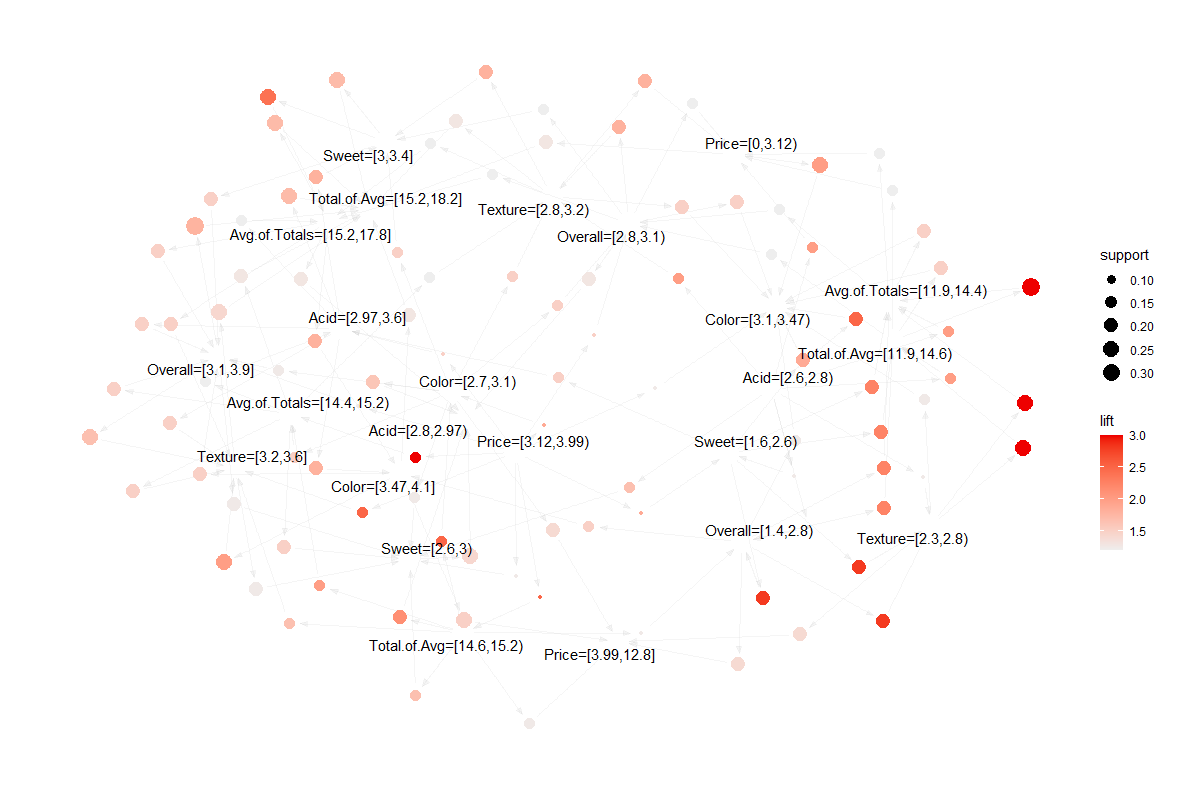 Price=[0,3.12)
Sweet=[3,3.4]
Total.of.Avg=[15.2,18.2]
Texture=[2.8,3.2)
Avg.of.Totals=[15.2,17.8]
Overall=[2.8,3.1)
support
0.10
0.15
0.20
0.25
0.30
Avg.of.Totals=[11.9,14.4)
Acid=[2.97,3.6]
Color=[3.1,3.47)
Total.of.Avg=[11.9,14.6)
Overall=[3.1,3.9]
Acid=[2.6,2.8)
Color=[2.7,3.1)
Avg.of.Totals=[14.4,15.2)
lift
3.0
2.5
2.0
1.5
Acid=[2.8,2.97)
Price=[3.12,3.99)
Sweet=[1.6,2.6)
Texture=[3.2,3.6]
Color=[3.47,4.1]
Overall=[1.4,2.8)
Texture=[2.3,2.8)
Sweet=[2.6,3)
Total.of.Avg=[14.6,15.2)
Price=[3.99,12.8]